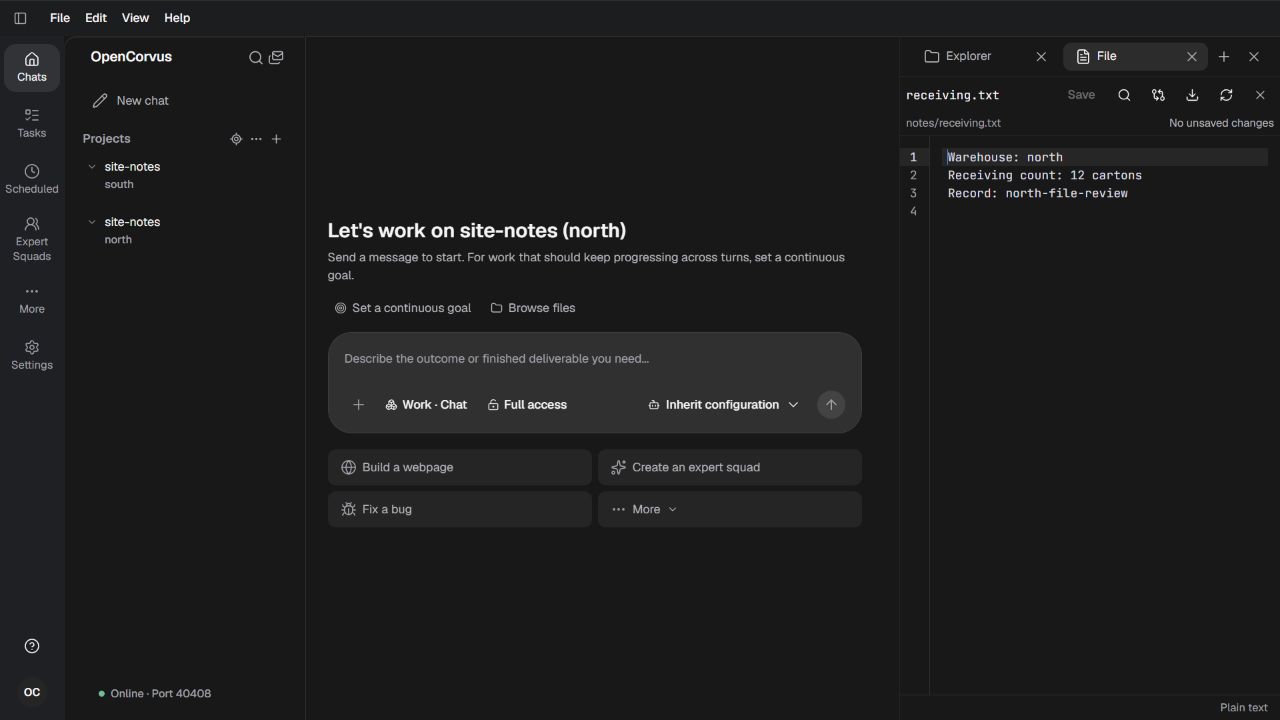 File Edit View Help
Chats
Tasks
Scheduled
Expert
Squads
More
Settings
OC
OpenCorvus
New chat
Projects
site-notes
south
site-notes
north
Online · Port 40408
Let's work on site-notes (north)
Send a message to start. For work that should keep progressing across turns, set a continuous
goal.
Set a continuous goal Browse files
Describe the outcome or finished deliverable you need...
Work · Chat Full access Inherit configuration
Build a webpage Create an expert squad
Fix a bug More
Explorer File
receiving.txt Save
notes/receiving.txt No unsaved changes
1 Warehouse: north
2 Receiving count: 12 cartons
3 Record: north-file-review
4
Plain text